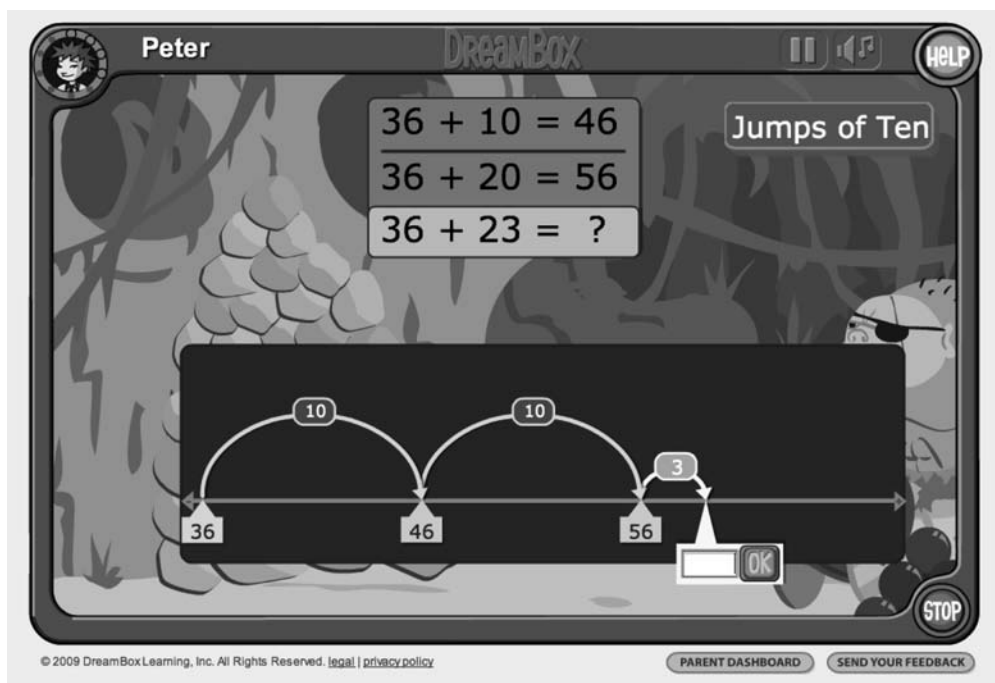 Peter
DREAMBOX
HELP
36 + 10 = 46
Jumps of Ten
36 + 20 = 56
36 + 23 = ?
10
10
3
36
46
56
OK
STOP
© 2009 DreamBox Learning, Inc. All Rights Reserved. legal | privacy policy
PARENT DASHBOARD
SEND YOUR FEEDBACK